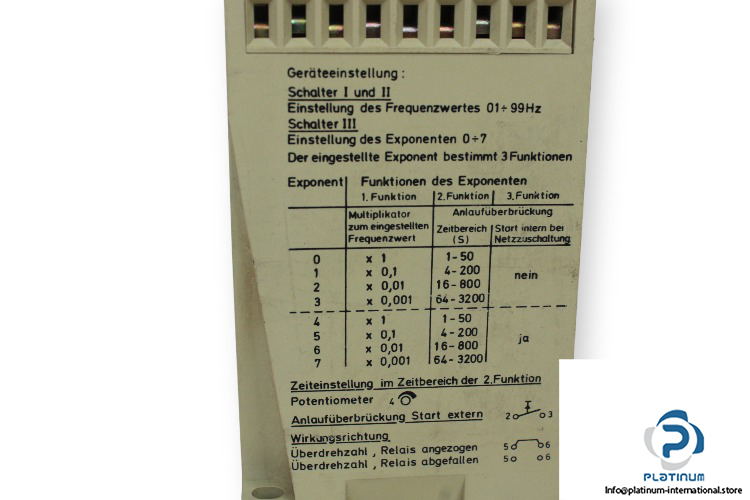 Geräteeinstellung :
Schalter I und II
Einstellung des Frequenzwertes 01÷99Hz
Schalter III
Einstellung des Exponenten 0÷7
Der eingestellte Exponent bestimmt 3 Funktionen
Exponent Funktionen des Exponenten
1. Funktion 2. Funktion 3. Funktion
Multiplikator zum eingestellten Frequenzwert Anlaufüberbrückung
Zeitbereich (S) Start intern bei Netzzuschaltung
0 x 1 1-50
1 x 0,1 4-200 nein
2 x 0,01 16-800
3 x 0,001 64-3200
4 x 1 1-50
5 x 0,1 4-200 ja
6 x 0,01 16-800
7 x 0,001 64-3200
Zeiteinstellung im Zeitbereich der 2. Funktion
Potentiometer 4
Anlaufüberbrückung Start extern 2 3
Wirkungsrichtung
Überdrehzahl , Relais angezogen 5 6
Überdrehzahl , Relais abgefallen 5 6
PLATINUM
Info@platinum-international.store